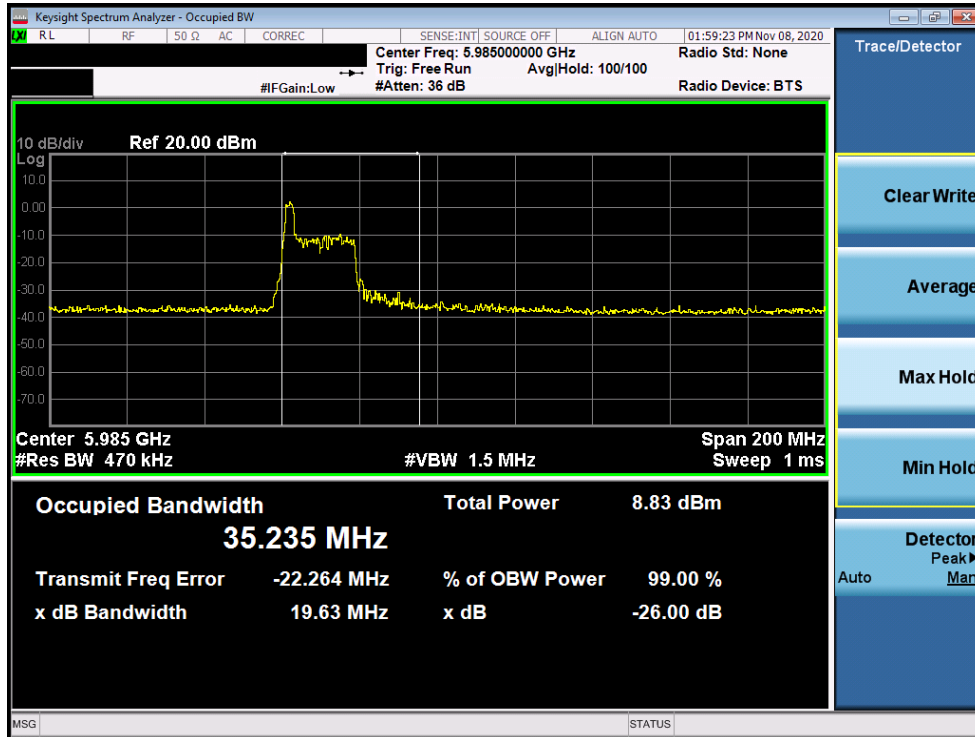 Keysight Spectrum Analyzer - Occupied BW
LXI RL RF 50 Ω AC CORREC SENSE:INT SOURCE OFF ALIGN AUTO 01:59:23 PM Nov 08, 2020
Center Freq: 5.985000000 GHz Radio Std: None
Trig: Free Run Avg|Hold: 100/100
#IFGain:Low #Atten: 36 dB Radio Device: BTS
Trace/Detector
10 dB/div Ref 20.00 dBm
Log
10.0
0.00
-10.0
-20.0
-30.0
-40.0
-50.0
-60.0
-70.0
Center 5.985 GHz Span 200 MHz
#Res BW 470 kHz #VBW 1.5 MHz Sweep 1 ms
Occupied Bandwidth Total Power 8.83 dBm
35.235 MHz
Transmit Freq Error -22.264 MHz % of OBW Power 99.00 %
x dB Bandwidth 19.63 MHz x dB -26.00 dB
Clear Write
Average
Max Hold
Min Hold
Detector
Peak▶
Auto Man
MSG STATUS